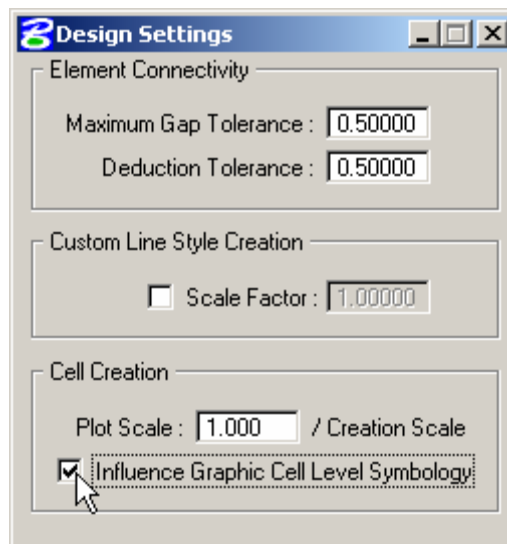 Design Settings
Element Connectivity
Maximum Gap Tolerance : 0.50000
Deduction Tolerance : 0.50000
Custom Line Style Creation
Scale Factor : 1.00000
Cell Creation
Plot Scale : 1.000 / Creation Scale
Influence Graphic Cell Level Symbology